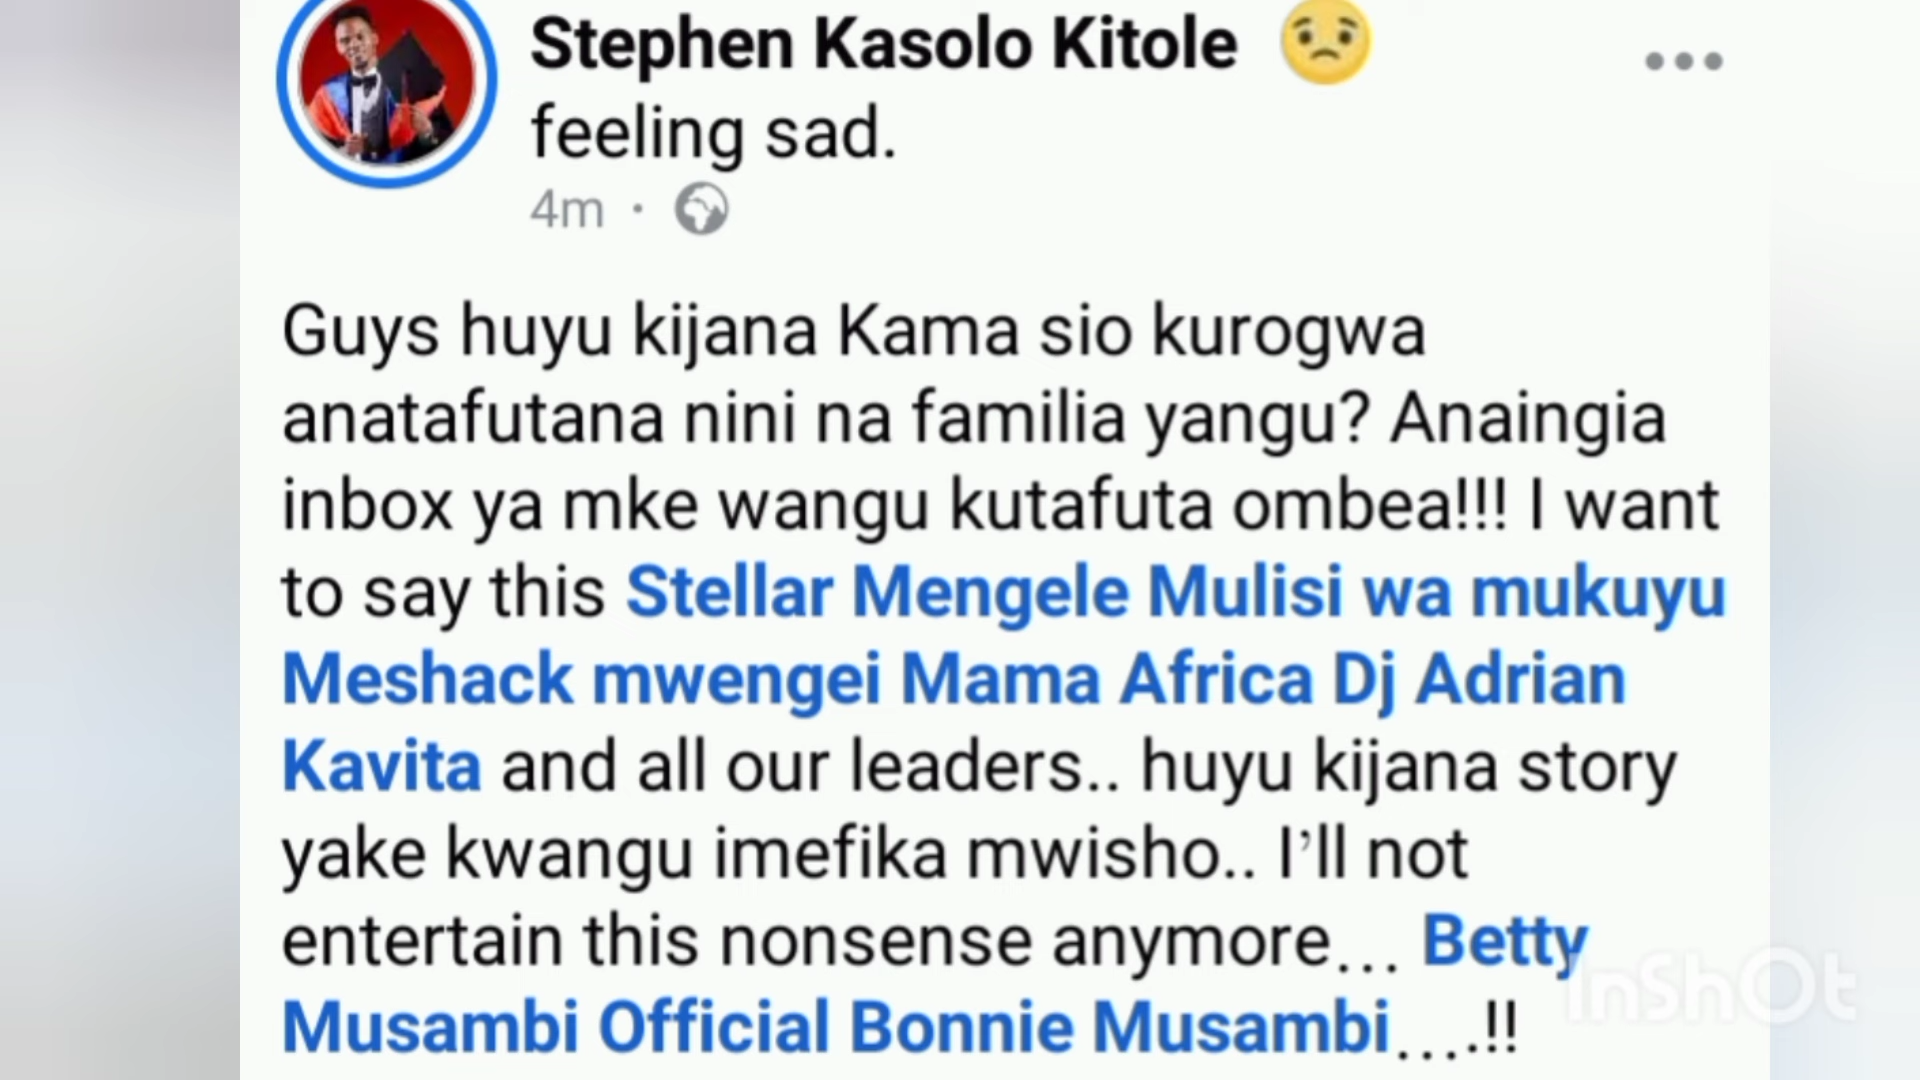 Stephen Kasolo Kitole
feeling sad.
4m ·
Guys huyu kijana Kama sio kurogwa
anatafutana nini na familia yangu? Anaingia
inbox ya mke wangu kutafuta ombea!!! I want
to say this Stellar Mengele Mulisi wa mukuyu
Meshack mwengei Mama Africa Dj Adrian
Kavita and all our leaders.. huyu kijana story
yake kwangu imefika mwisho.. I’ll not
entertain this nonsense anymore… Betty
Musambi Official Bonnie Musambi….!!
InShOt